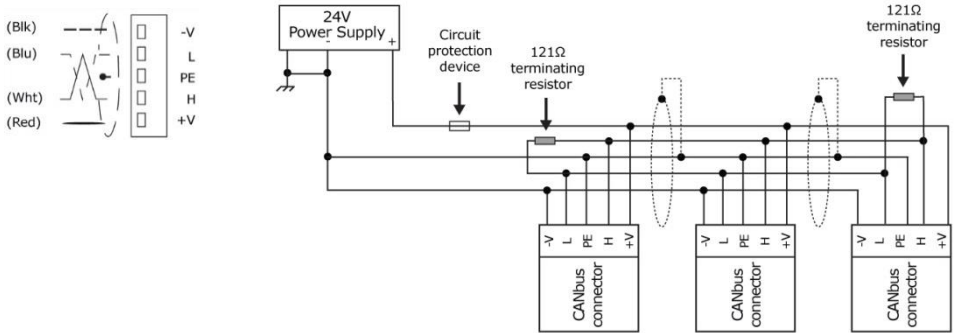 (Blk)
(Blu)
(Wht)
(Red)
-V
L
PE
H
+V
24V
Power Supply
-
+
Circuit
protection
device
121Ω
terminating
resistor
121Ω
terminating
resistor
-V L PE H +V
CANbus
connector
-V L PE H +V
CANbus
connector
-V L PE H +V
CANbus
connector